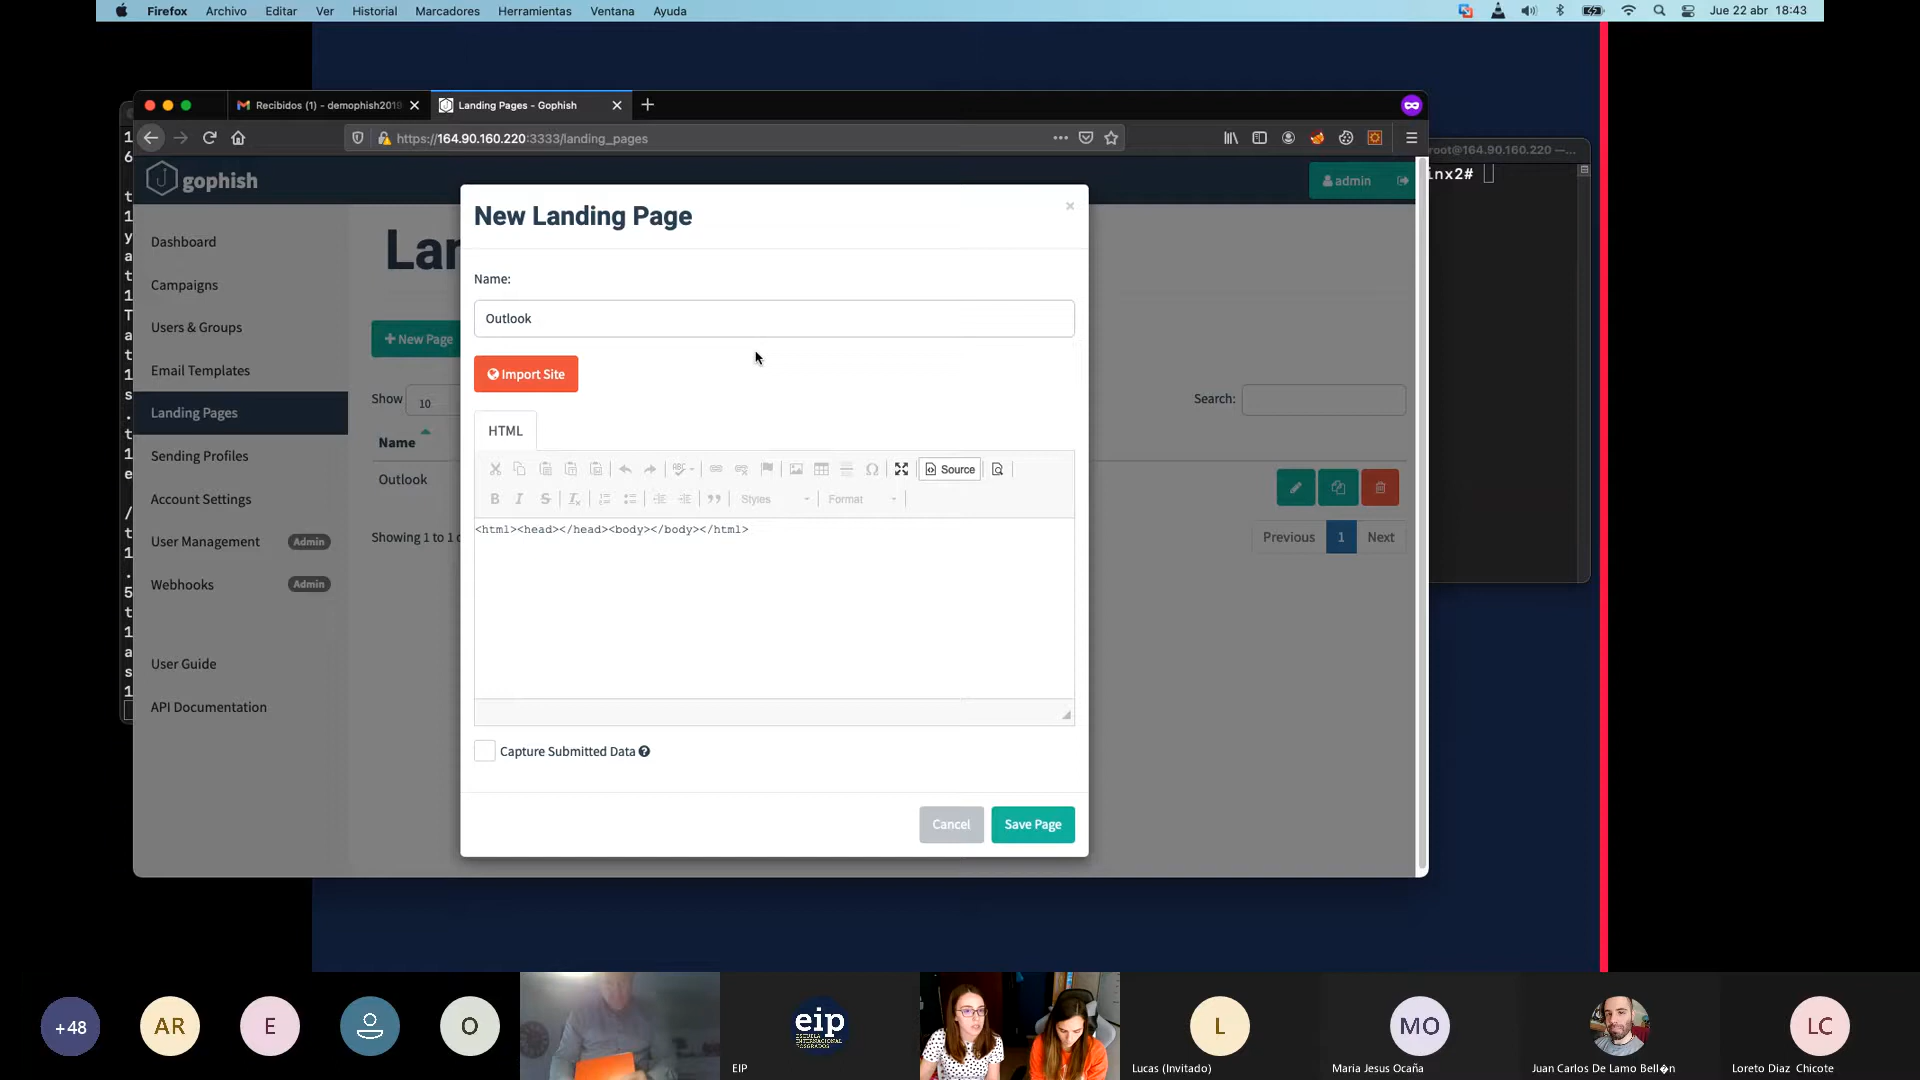 Firefox Archivo Editar Ver Historial Marcadores Herramientas Ventana Ayuda
Jue 22 abr 18:43
Recibidos (1) - demophish2019
Landing Pages - Gophish
https://164.90.160.220:3333/landing_pages
root@164.90.160.220 —...
inx2#
gophish
admin
Dashboard
Campaigns
Users & Groups
Email Templates
Landing Pages
Sending Profiles
Account Settings
User Management Admin
Webhooks Admin
User Guide
API Documentation
Lan
+ New Page
Show 10
Search:
Name
Outlook
Showing 1 to 1 o
Previous 1 Next
New Landing Page
×
Name:
Outlook
Import Site
HTML
Source
B I S Styles Format
<html><head></head><body></body></html>
Capture Submitted Data
Cancel Save Page
+48
AR
E
O
eip
ESCUELA
INTERNACIONAL
POSGRADOS
EIP
L
Lucas (Invitado)
MO
Maria Jesus Ocaña
Juan Carlos De Lamo Bell�n
LC
Loreto Diaz Chicote